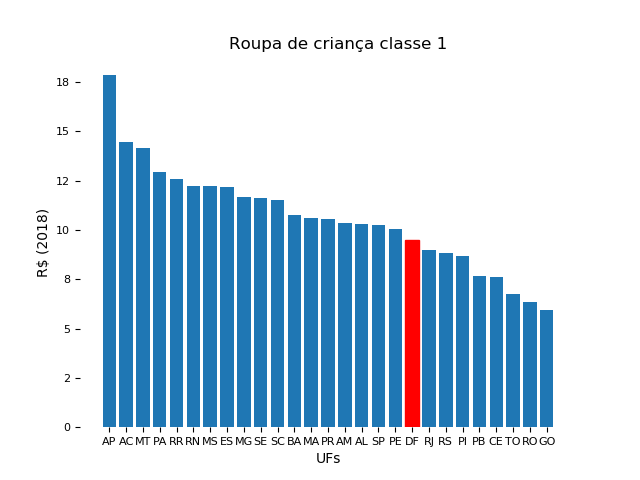 Roupa de criança classe 1
R$ (2018)
18
15
12
10
8
5
2
0
AP AC MT PA RR RN MS ES MG SE SC BA MA PR AM AL SP PE DF RJ RS PI PB CE TO RO GO
UFs